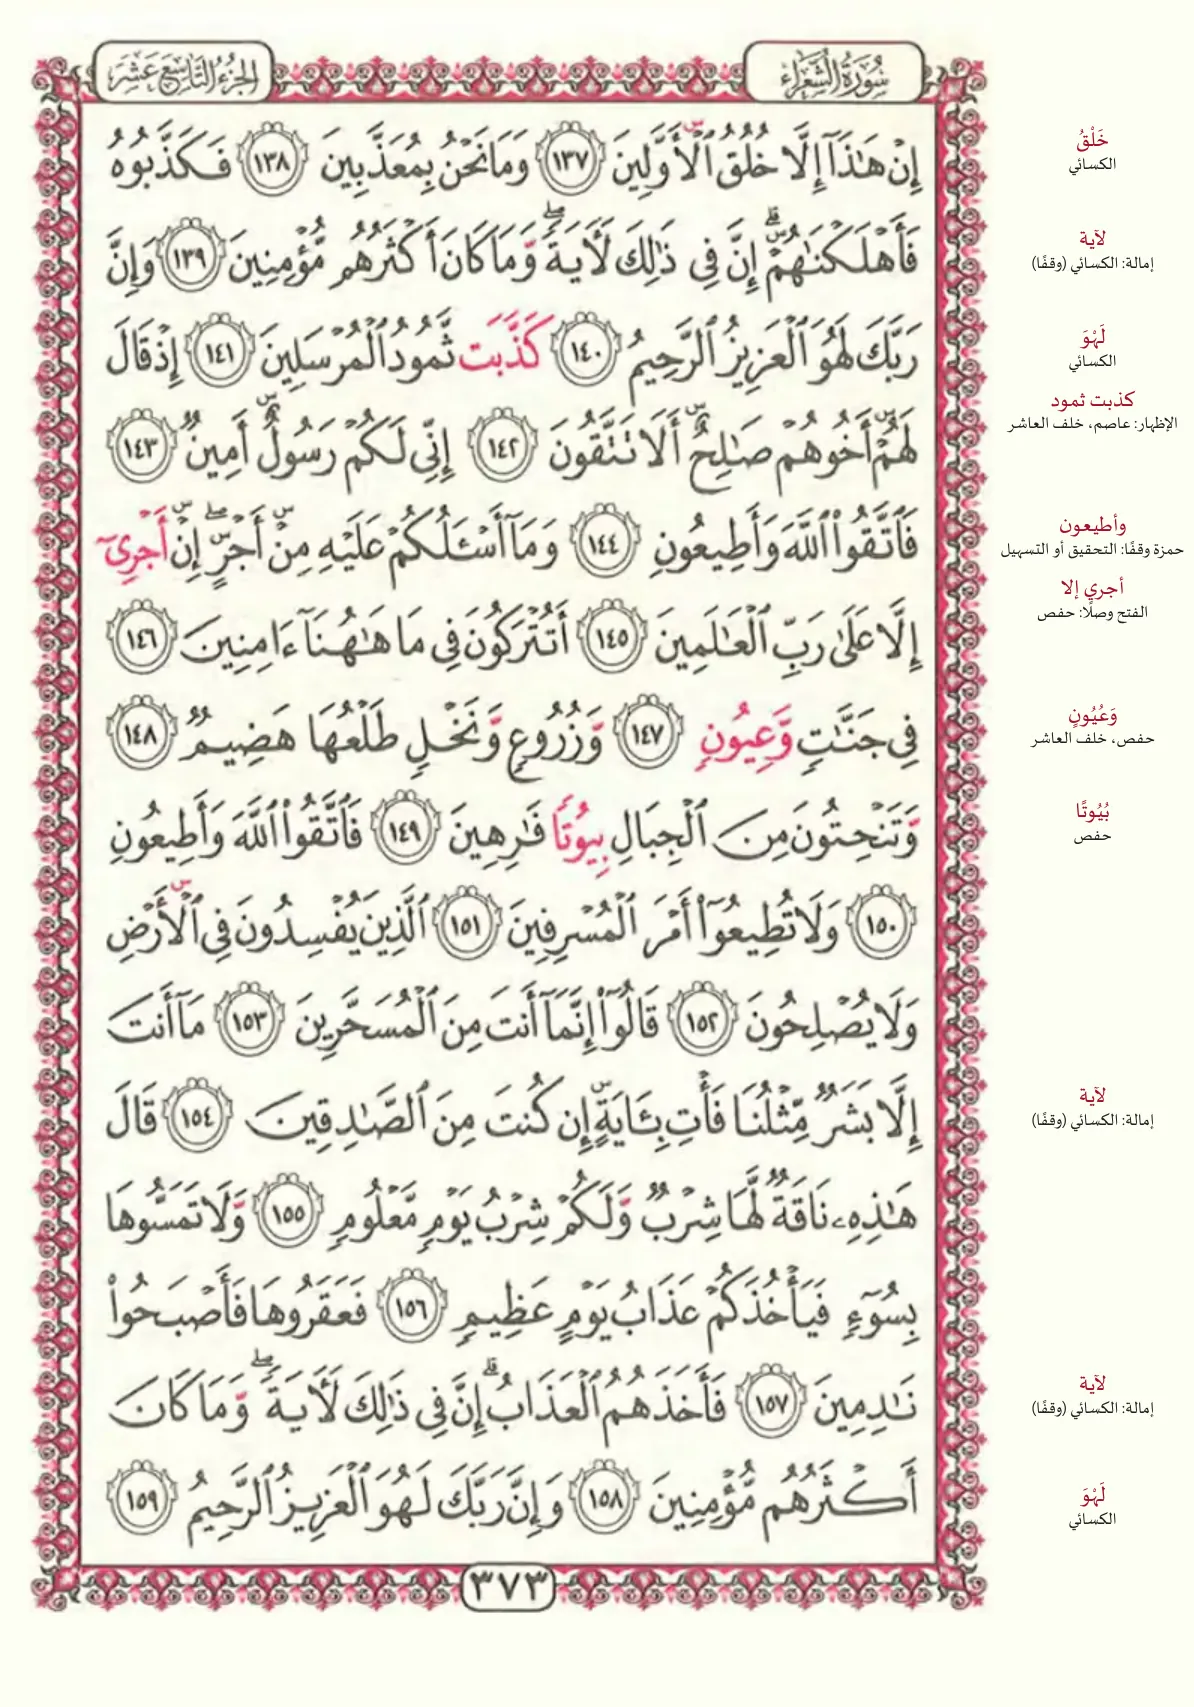 سُورَةُ الشُّعَرَاءِ
الجُزْءُ التَّاسِعَ عَشَرَ
إِنْ هَٰذَآ إِلَّا خُلُقُ ٱلْأَوَّلِينَ ١٣٧ وَمَا نَحْنُ بِمُعَذَّبِينَ ١٣٨ فَكَذَّبُوهُ
فَأَهْلَكْنَٰهُمْ إِنَّ فِى ذَٰلِكَ لَأٓيَةً وَّمَا كَانَ أَكْثَرُهُم مُّؤْمِنِينَ ١٣٩ وَإِنَّ
رَبَّكَ لَهُوَ ٱلْعَزِيزُ ٱلرَّحِيمُ ١٤٠ كَذَّبَت ثَّمُودُ ٱلْمُرْسَلِينَ ١٤١ إِذْ قَالَ
لَهُمْ أَخُوهُمْ صَٰلِحٌ أَلَا تَتَّقُونَ ١٤٢ إِنِّى لَكُمْ رَسُولٌ أَمِينٌ ١٤٣
فَٱتَّقُوا۟ ٱللَّهَ وَأَطِيعُونِ ١٤٤ وَمَآ أَسْـَٔلُكُمْ عَلَيْهِ مِنْ أَجْرٍ إِنْ أَجْرِىٓ
إِلَّا عَلَىٰ رَبِّ ٱلْعَٰلَمِينَ ١٤٥ أَتُتْرَكُونَ فِى مَا هَٰهُنَآ ءَامِنِينَ ١٤٦
فِى جَنَّٰتٍ وَّعِيُونٍ ١٤٧ وَّزُرُوعٍ وَّنَخْلٍ طَلْعُهَا هَضِيمٌ ١٤٨
وَّتَنْحِتُونَ مِنَ ٱلْجِبَالِ بِيُوتًا فَٰرِهِينَ ١٤٩ فَٱتَّقُوا۟ ٱللَّهَ وَأَطِيعُونِ
١٥٠ وَلَا تُطِيعُوٓا۟ أَمْرَ ٱلْمُسْرِفِينَ ١٥١ ٱلَّذِينَ يُفْسِدُونَ فِى ٱلْأَرْضِ
وَلَا يُصْلِحُونَ ١٥٢ قَالُوٓا۟ إِنَّمَآ أَنتَ مِنَ ٱلْمُسَحَّرِينَ ١٥٣ مَآ أَنتَ
إِلَّا بَشَرٌ مِّثْلُنَا فَأْتِ بِـَٔايَةٍ إِن كُنتَ مِنَ ٱلصَّٰدِقِينَ ١٥٤ قَالَ
هَٰذِهِۦ نَاقَةٌ لَّهَا شِرْبٌ وَّلَكُمْ شِرْبُ يَوْمٍ مَّعْلُومٍ ١٥٥ وَّلَا تَمَسُّوهَا
بِسُوٓءٍ فَيَأْخُذَكُمْ عَذَابُ يَوْمٍ عَظِيمٍ ١٥٦ فَعَقَرُوهَا فَأَصْبَحُوا۟
نَٰدِمِينَ ١٥٧ فَأَخَذَهُمُ ٱلْعَذَابُ إِنَّ فِى ذَٰلِكَ لَأٓيَةً وَّمَا كَانَ
أَكْثَرُهُم مُّؤْمِنِينَ ١٥٨ وَإِنَّ رَبَّكَ لَهُوَ ٱلْعَزِيزُ ٱلرَّحِيمُ ١٥٩
٣٧٣
خَلْقُ
الكسائي
لآية
إمالة: الكسائي (وقفًا)
لَهْوَ
الكسائي
كذبت ثمود
الإظهار: عاصم، خلف العاشر
وأطيعون
حمزة وقفًا: التحقيق أو التسهيل
أجري إلا
الفتح وصلًا: حفص
وَعُيُونٍ
حفص، خلف العاشر
بُيُوتًا
حفص
لآية
إمالة: الكسائي (وقفًا)
لآية
إمالة: الكسائي (وقفًا)
لَهْوَ
الكسائي